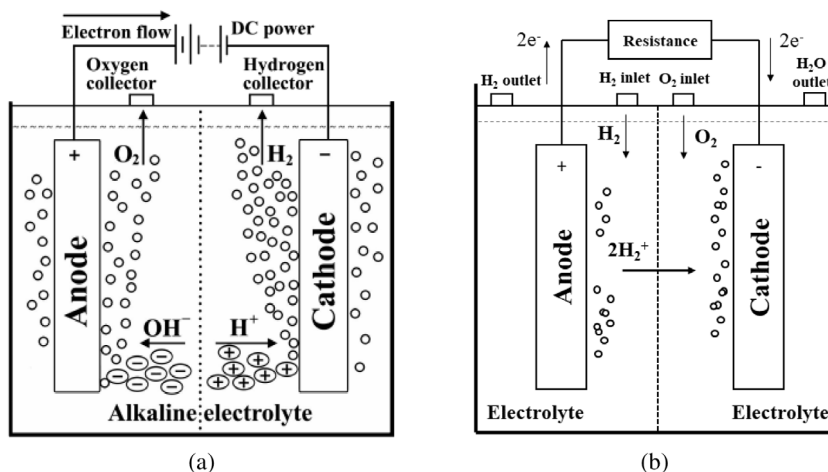 Electron flow
DC power
Oxygen
collector
Hydrogen
collector
+
O₂
H₂
−
Anode
Cathode
OH⁻
H⁺
− − − − − − − −
+ + + + + + + +
Alkaline electrolyte
(a)
2e⁻
Resistance
2e⁻
H₂ outlet
H₂ inlet
O₂ inlet
H₂O
outlet
H₂
O₂
+
-
Anode
2H₂⁺
Cathode
Electrolyte
Electrolyte
(b)